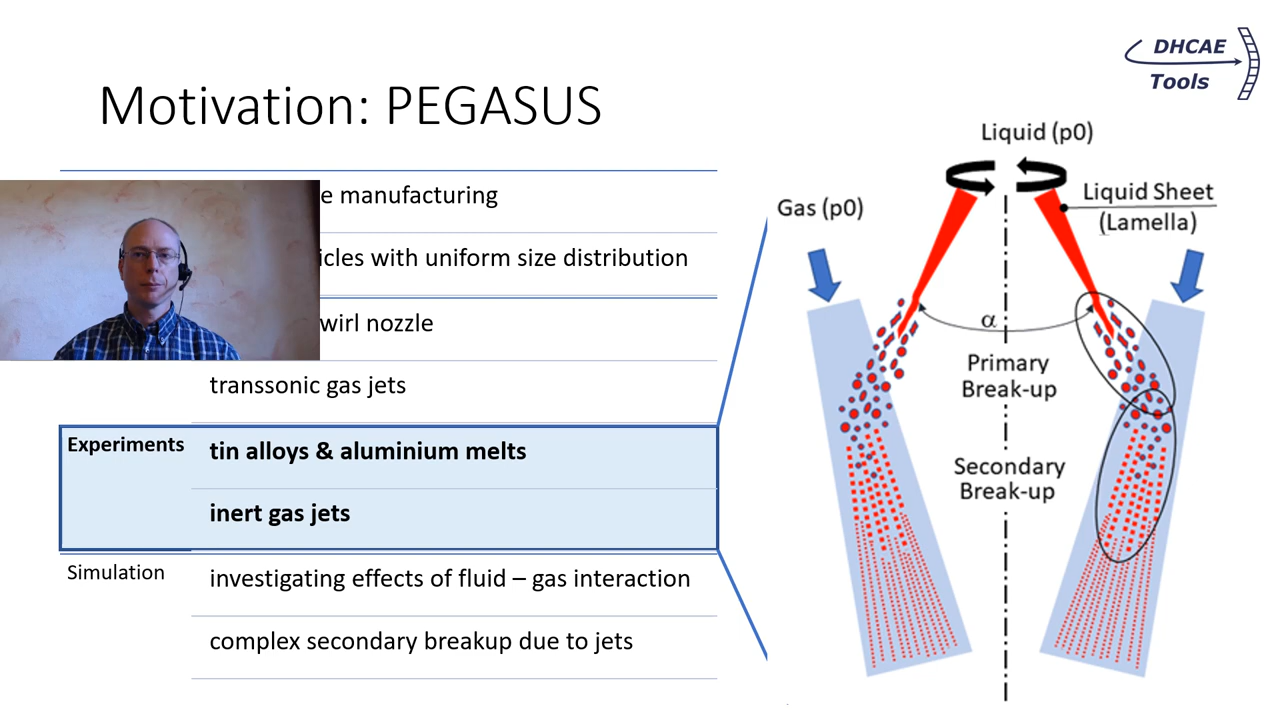 DHCAE
Tools
Motivation: PEGASUS
manufacturing
with uniform size distribution
nozzle
transsonic gas jets
Experiments
tin alloys & aluminium melts
inert gas jets
Simulation
investigating effects of fluid – gas interaction
complex secondary breakup due to jets
Liquid (p0)
Gas (p0)
Liquid Sheet
(Lamella)
α
Primary
Break-up
Secondary
Break-up